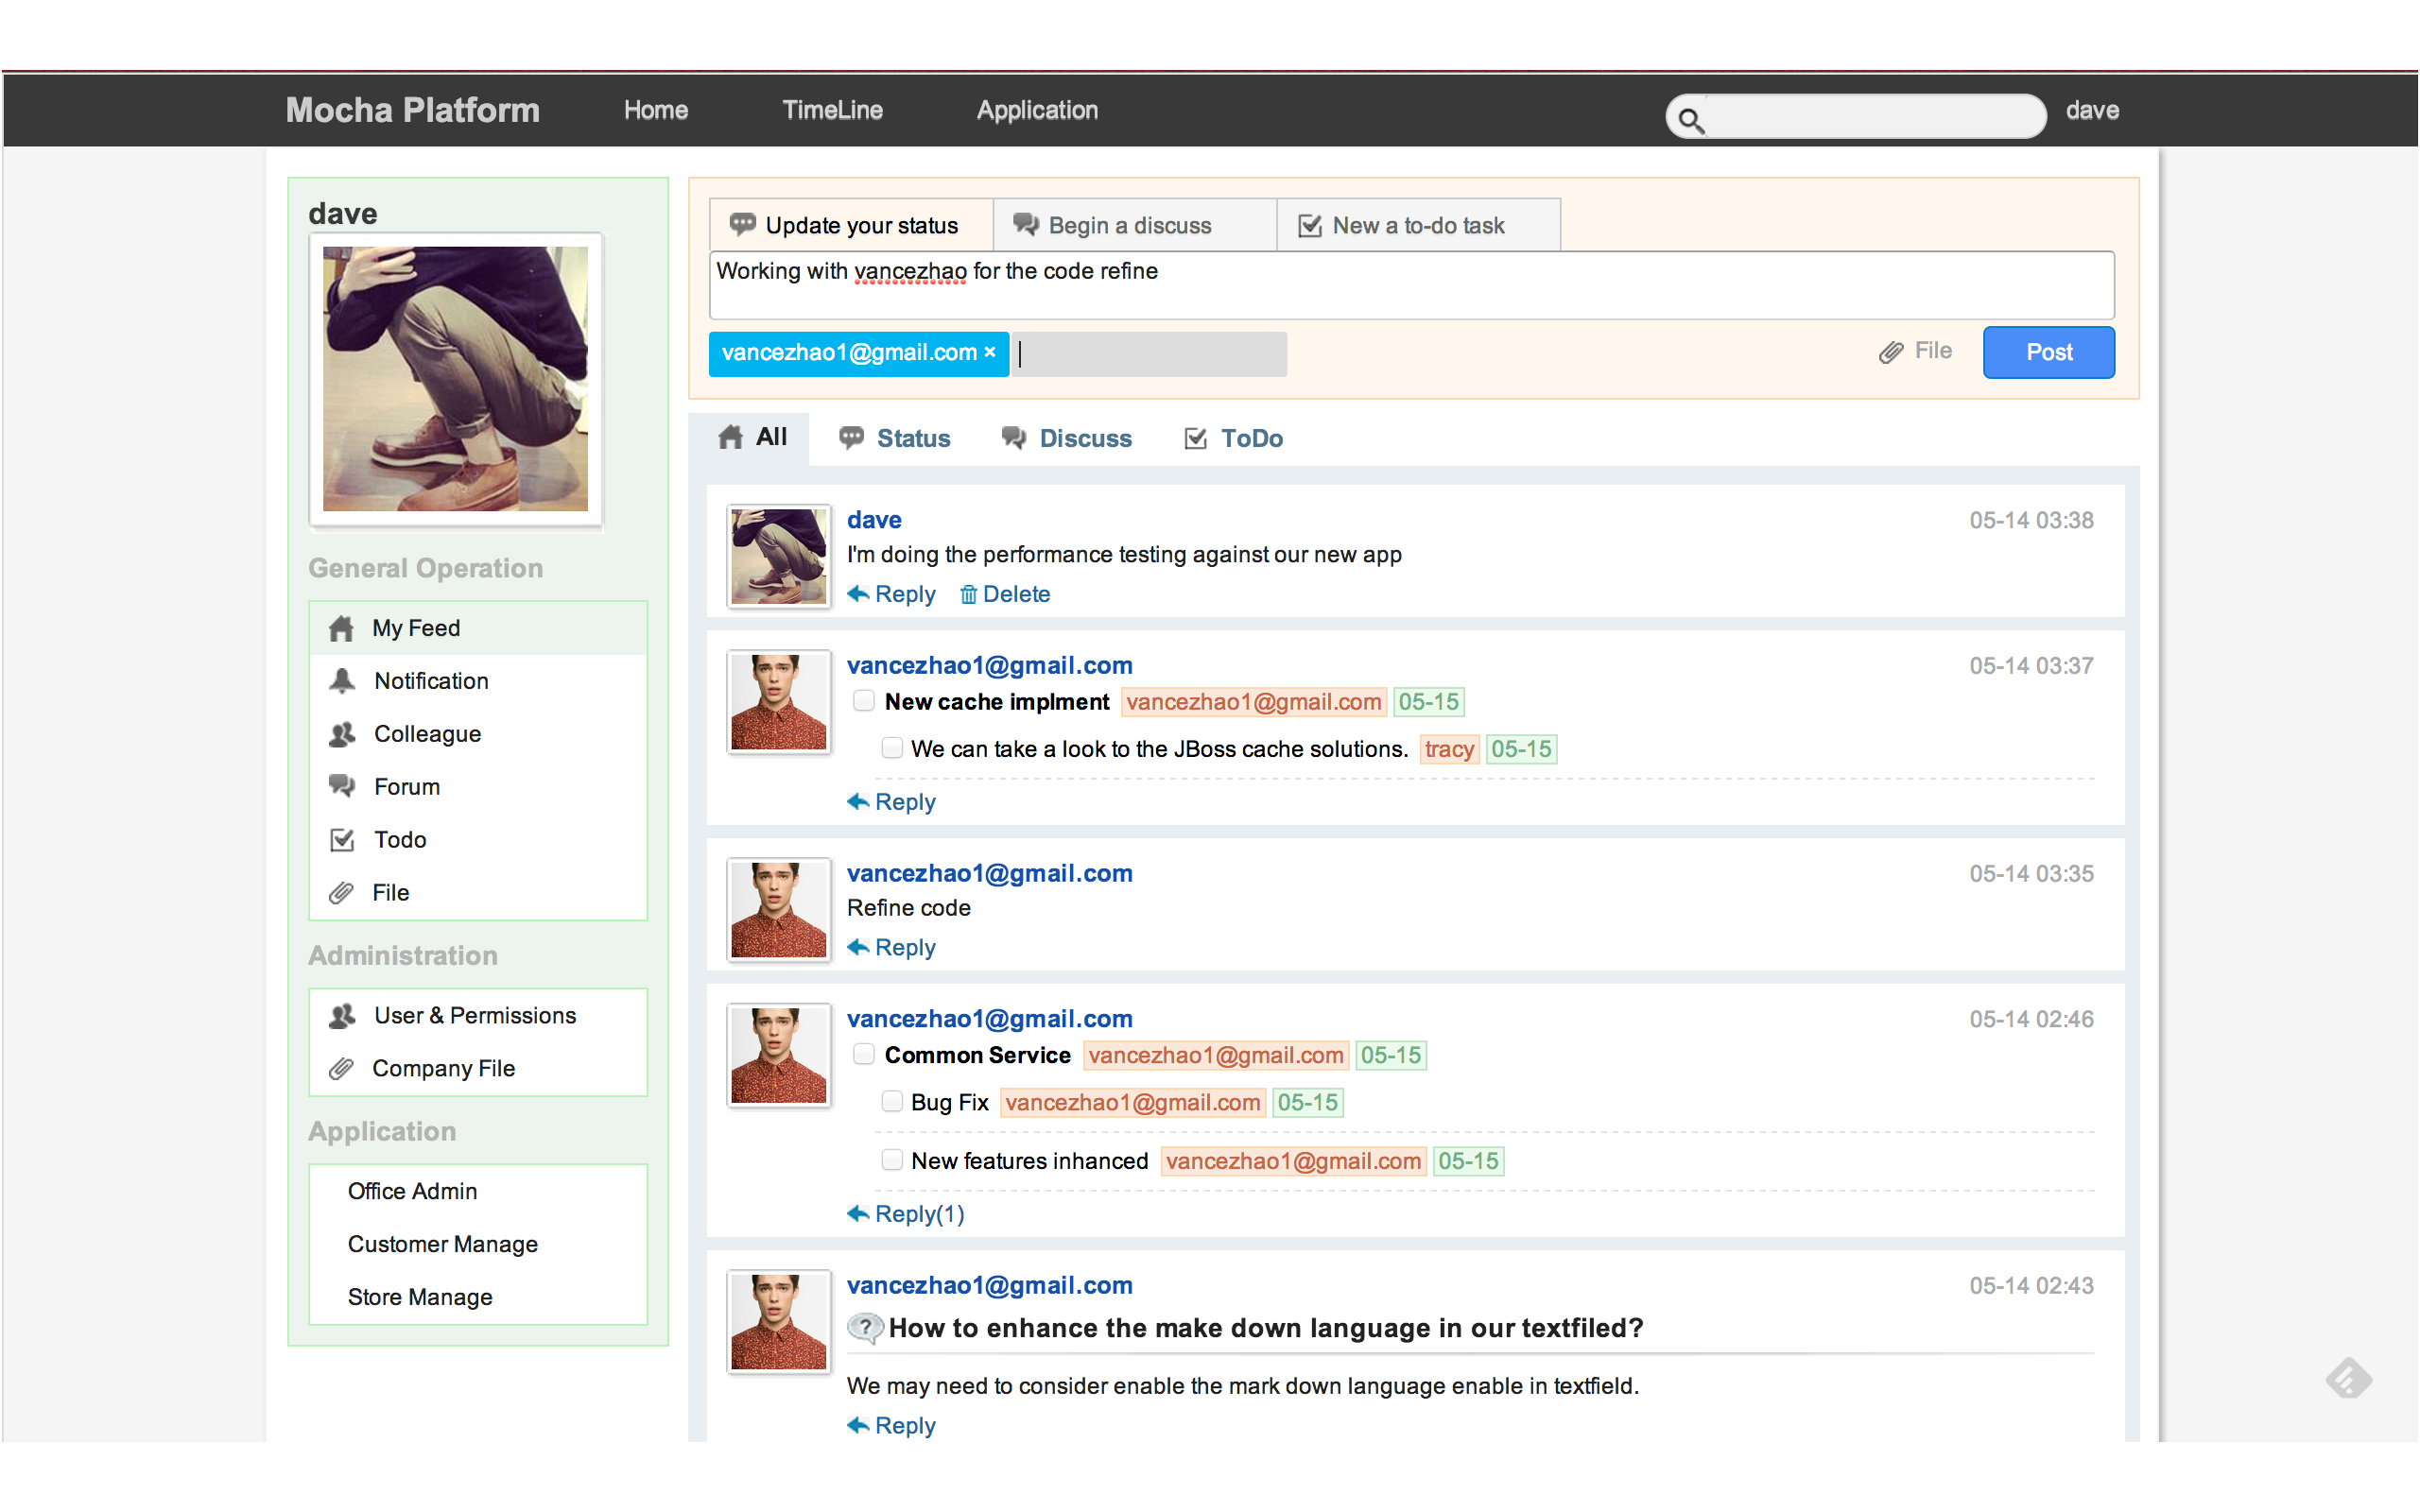 Mocha Platform Home TimeLine Application dave
dave
General Operation
My Feed
Notification
Colleague
Forum
Todo
File
Administration
User & Permissions
Company File
Application
Office Admin
Customer Manage
Store Manage
Update your status Begin a discuss New a to-do task
Working with vancezhao for the code refine
vancezhao1@gmail.com × File Post
All Status Discuss ToDo
dave 05-14 03:38
I'm doing the performance testing against our new app
Reply Delete
vancezhao1@gmail.com 05-14 03:37
New cache implment vancezhao1@gmail.com 05-15
We can take a look to the JBoss cache solutions. tracy 05-15
Reply
vancezhao1@gmail.com 05-14 03:35
Refine code
Reply
vancezhao1@gmail.com 05-14 02:46
Common Service vancezhao1@gmail.com 05-15
Bug Fix vancezhao1@gmail.com 05-15
New features inhanced vancezhao1@gmail.com 05-15
Reply(1)
vancezhao1@gmail.com 05-14 02:43
How to enhance the make down language in our textfiled?
We may need to consider enable the mark down language enable in textfield.
Reply